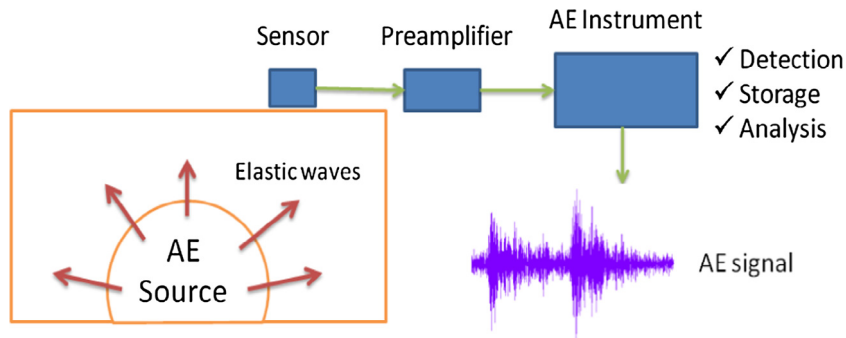 AE Instrument
Sensor
Preamplifier
✓ Detection
✓ Storage
✓ Analysis
Elastic waves
AE
Source
AE signal